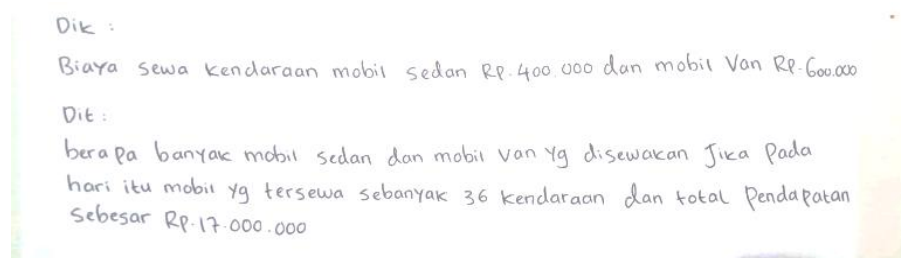 Dik :
Biaya sewa kendaraan mobil sedan Rp.400.000 dan mobil Van Rp.600.000
Dit :
berapa banyak mobil sedan dan mobil Van yg disewakan Jika Pada
hari itu mobil yg tersewa sebanyak 36 kendaraan dan total Pendapatan
Sebesar Rp.17.000.000